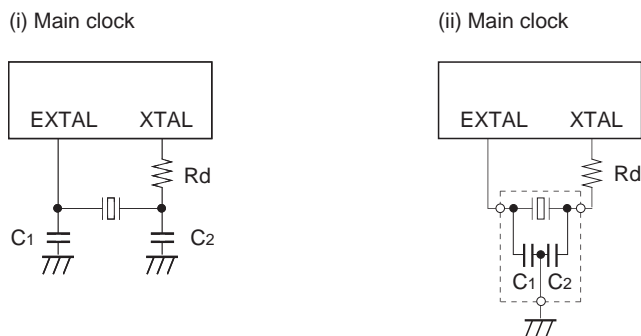 (i) Main clock
EXTAL XTAL
Rd
C1 C2
(ii) Main clock
EXTAL XTAL
Rd
C1 C2